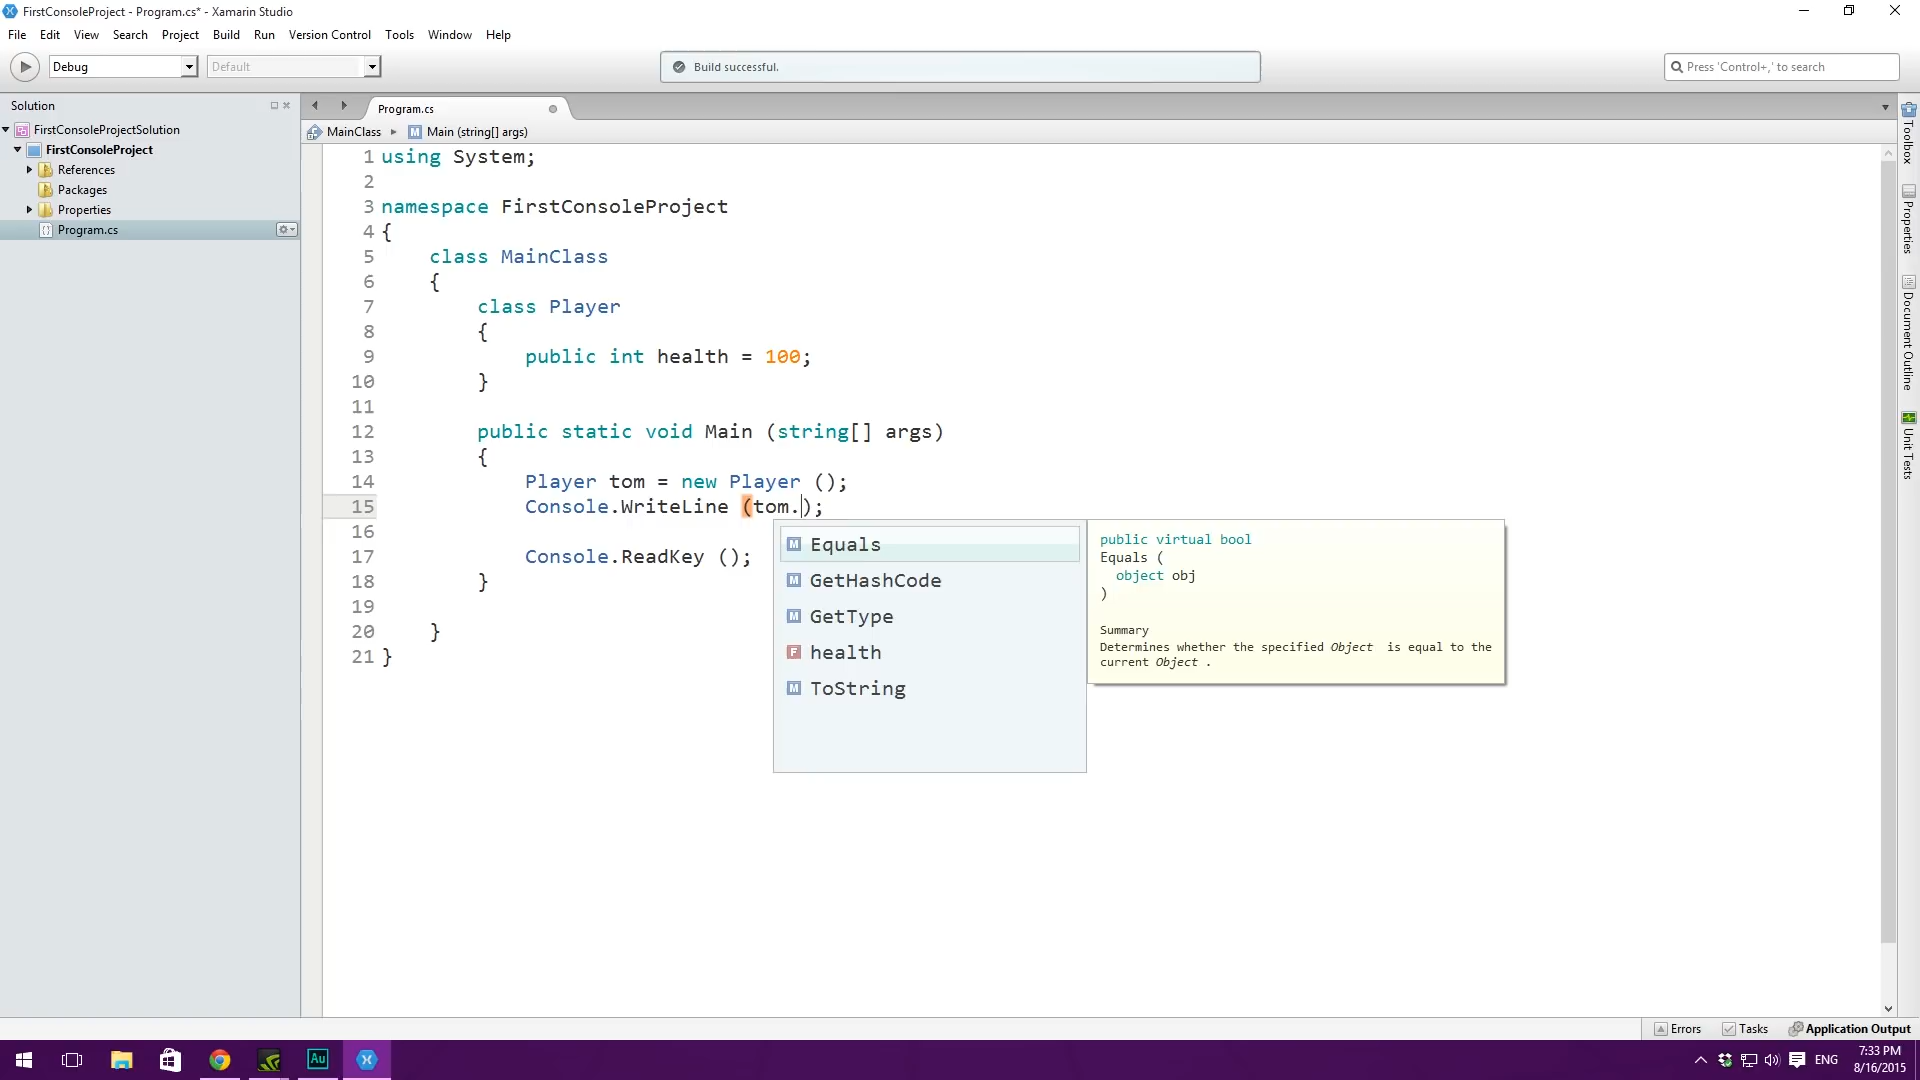 FirstConsoleProject - Program.cs* - Xamarin Studio
File Edit View Search Project Build Run Version Control Tools Window Help
Debug Default Build successful. Press 'Control+,' to search
Solution
FirstConsoleProjectSolution
FirstConsoleProject
References
Packages
Properties
Program.cs
Program.cs
MainClass Main (string[] args)
1 using System;
2
3 namespace FirstConsoleProject
4 {
5 class MainClass
6 {
7 class Player
8 {
9 public int health = 100;
10 }
11
12 public static void Main (string[] args)
13 {
14 Player tom = new Player ();
15 Console.WriteLine (tom.);
16
17 Console.ReadKey ();
18 }
19
20 }
21 }
Equals
GetHashCode
GetType
health
ToString
public virtual bool
Equals (
object obj
)
Summary
Determines whether the specified Object is equal to the
current Object .
Toolbox
Properties
Document Outline
Unit Tests
Errors Tasks Application Output
Au
ENG
7:33 PM
8/16/2015